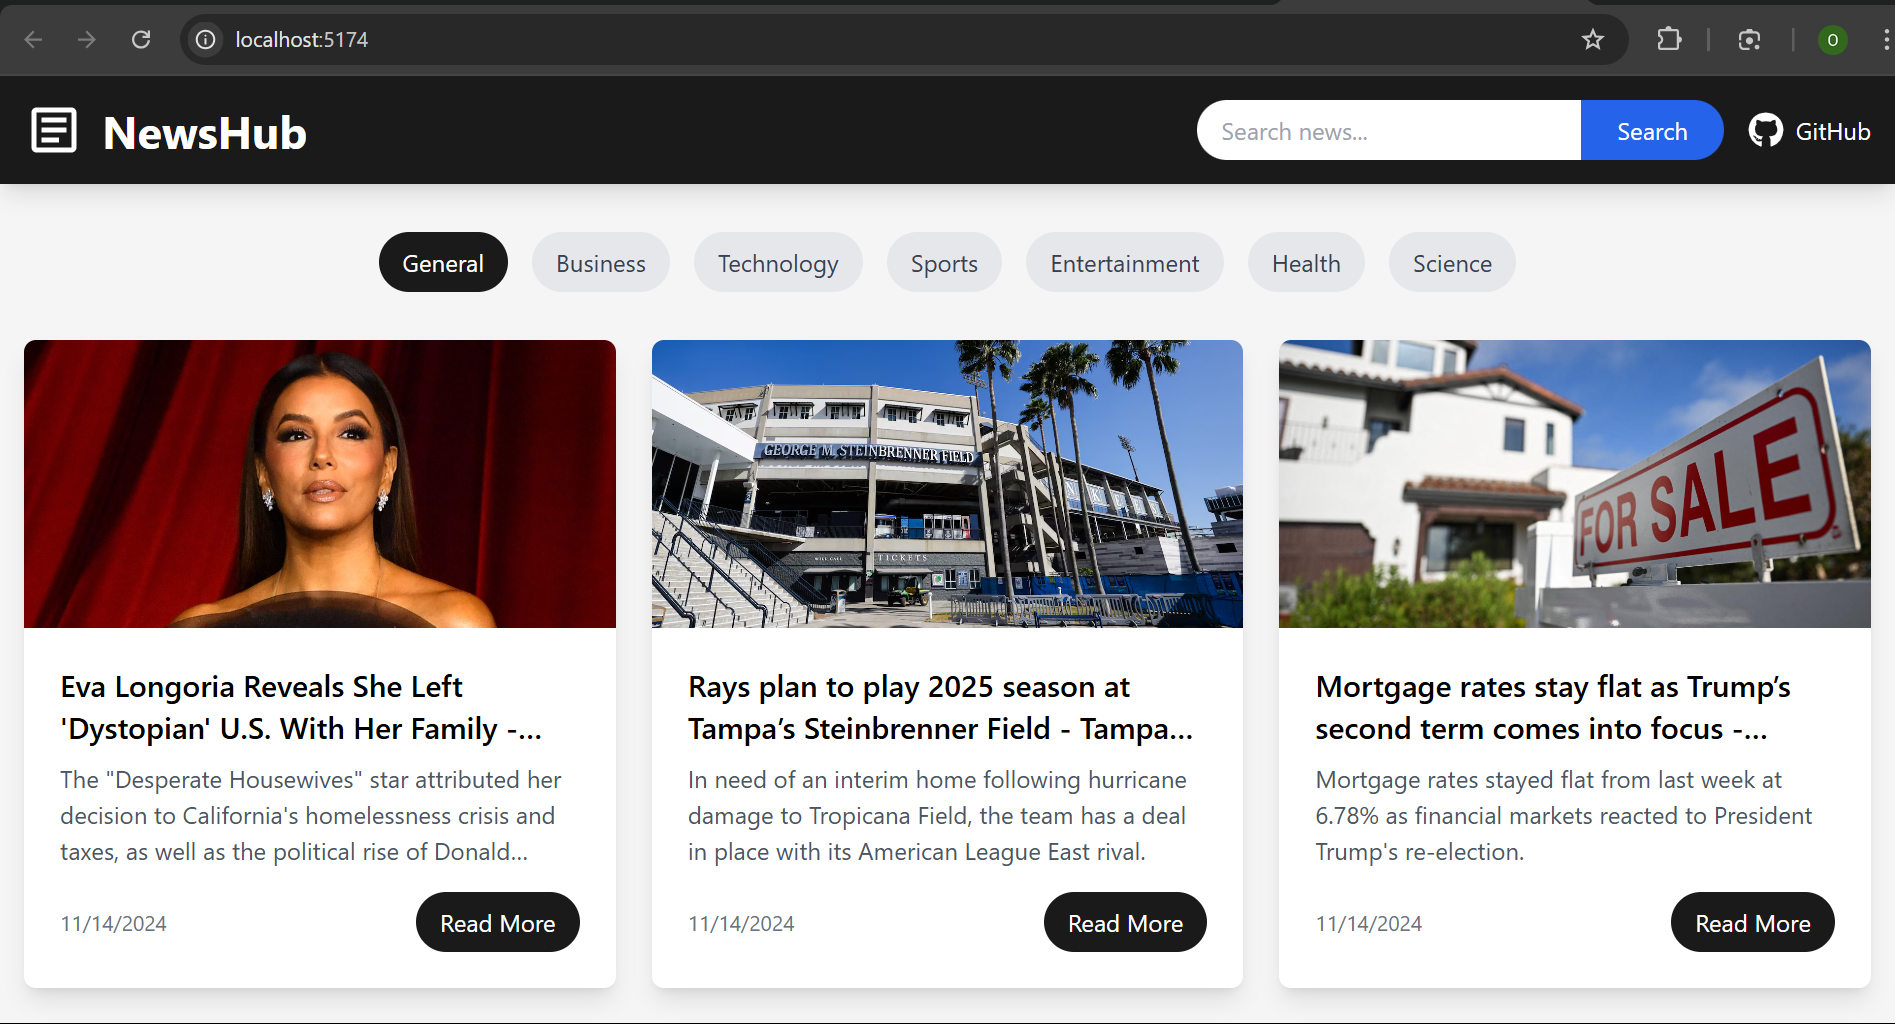 localhost:5174
0
NewsHub
Search news...
Search
GitHub
General
Business
Technology
Sports
Entertainment
Health
Science
GEORGE M. STEINBRENNER FIELD
WILL CALL
TICKETS
FOR SALE
Eva Longoria Reveals She Left
'Dystopian' U.S. With Her Family -...
The "Desperate Housewives" star attributed her
decision to California's homelessness crisis and
taxes, as well as the political rise of Donald...
11/14/2024
Read More
Rays plan to play 2025 season at
Tampa’s Steinbrenner Field - Tampa...
In need of an interim home following hurricane
damage to Tropicana Field, the team has a deal
in place with its American League East rival.
11/14/2024
Read More
Mortgage rates stay flat as Trump’s
second term comes into focus -...
Mortgage rates stayed flat from last week at
6.78% as financial markets reacted to President
Trump's re-election.
11/14/2024
Read More